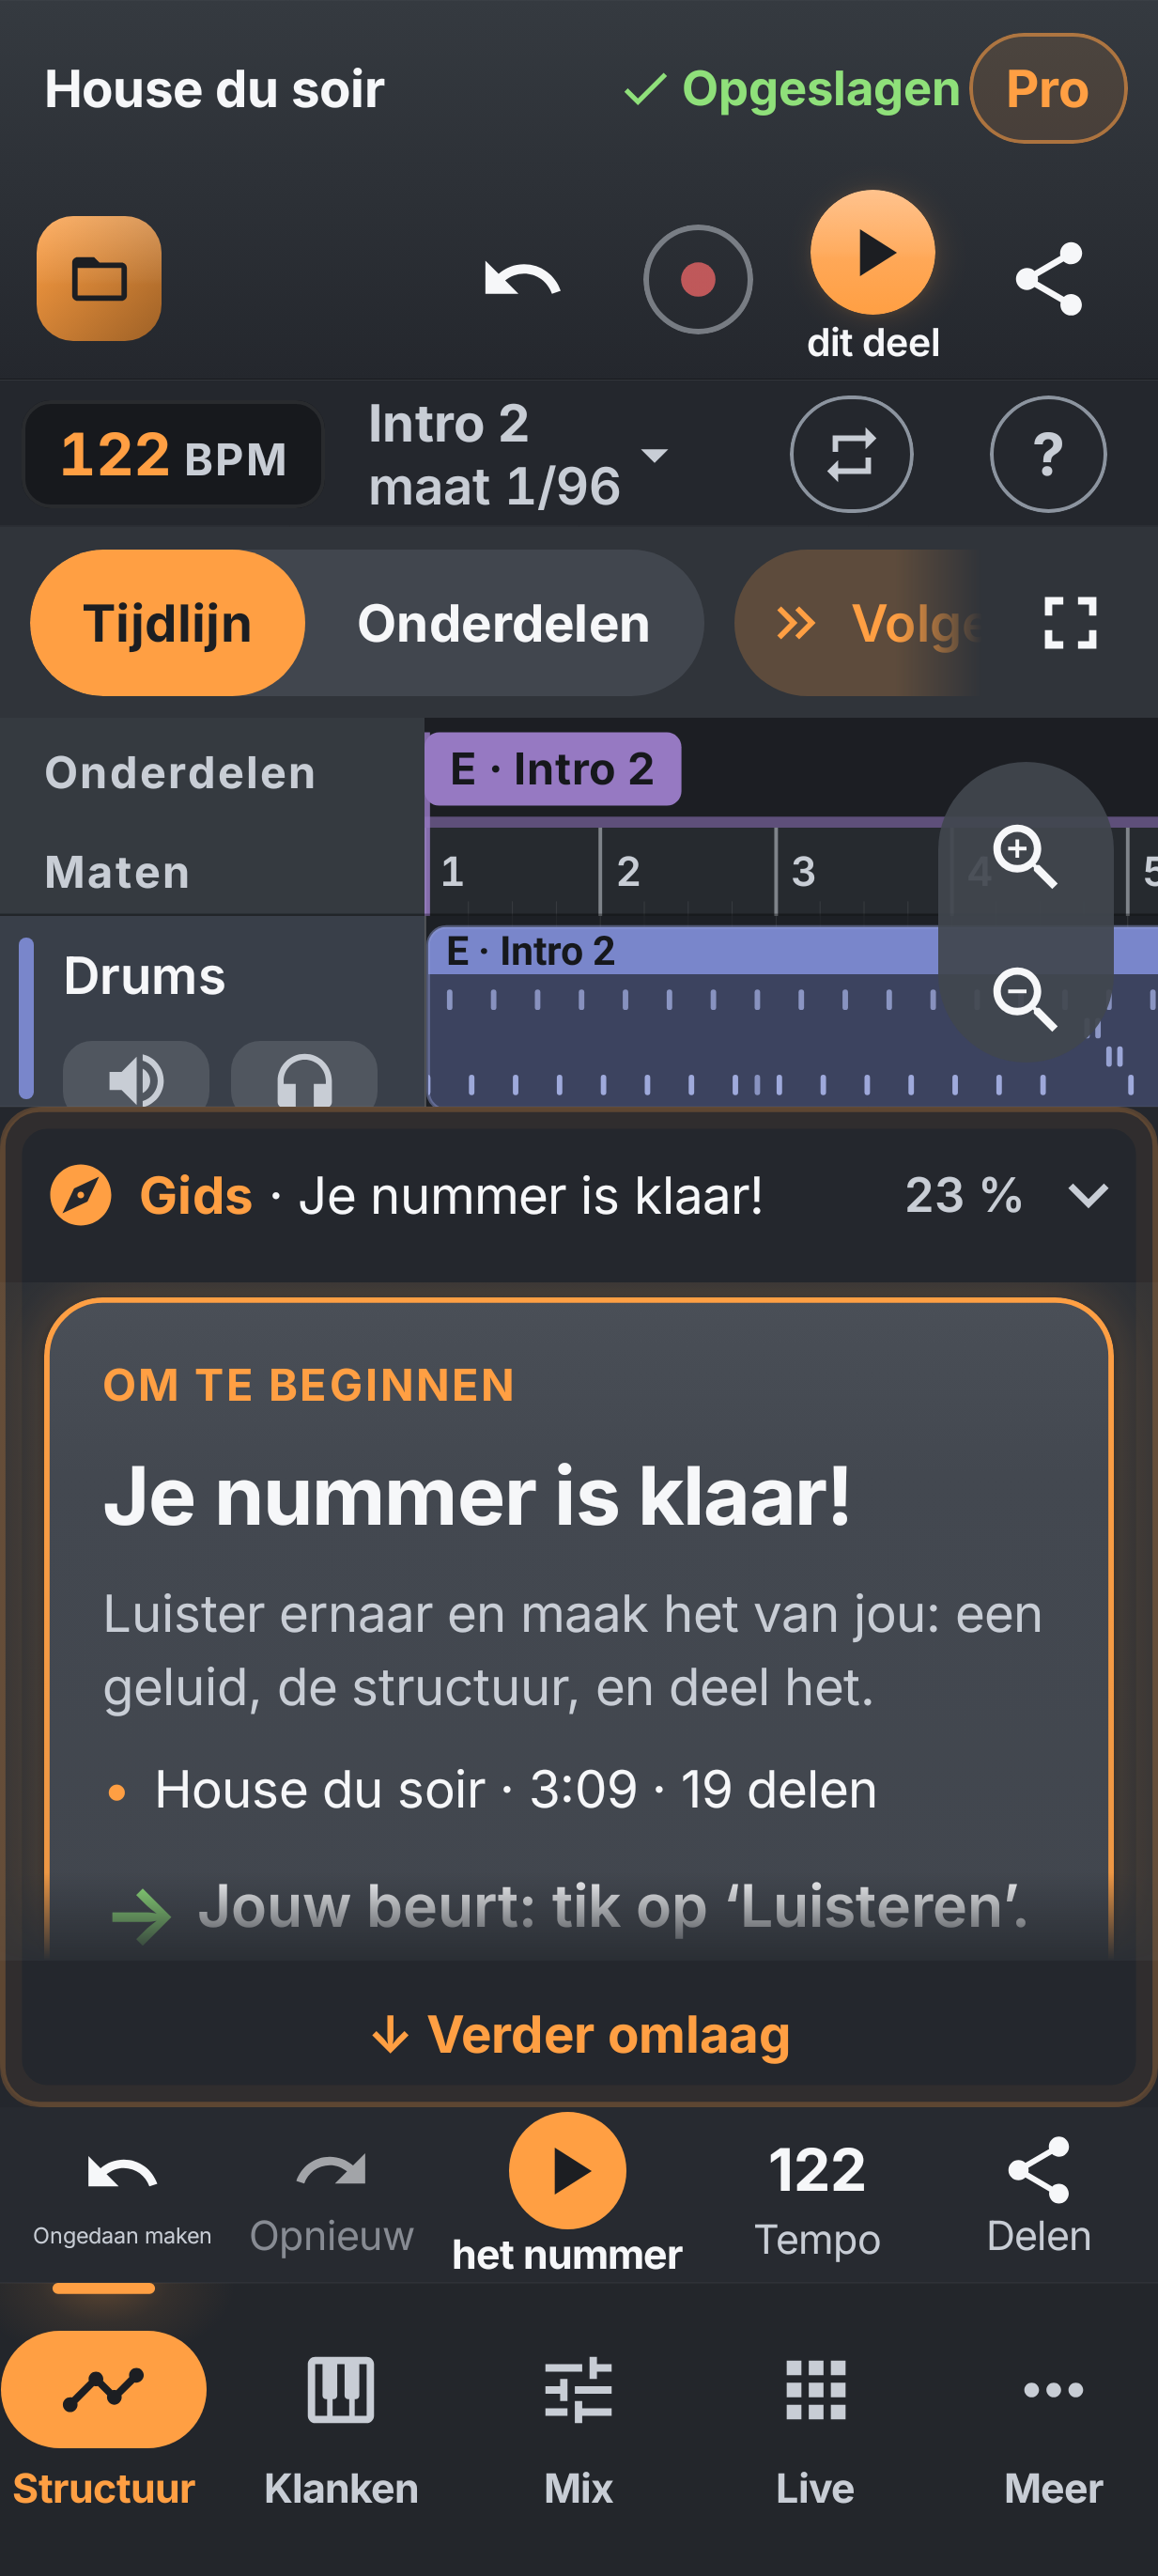 House du soir
Opgeslagen
Pro
dit deel
122 BPM
Intro 2
maat 1/96
?
Tijdlijn
Onderdelen
Onderdelen
E · Intro 2
Maten
1
2
3
4
5
Drums
E · Intro 2
Gids · Je nummer is klaar!
23 %
OM TE BEGINNEN
Je nummer is klaar!
Luister ernaar en maak het van jou: een
geluid, de structuur, en deel het.
• House du soir · 3:09 · 19 delen
→ Jouw beurt: tik op ‘Luisteren’.
↓ Verder omlaag
Ongedaan maken
Opnieuw
het nummer
122
Tempo
Delen
Structuur
Klanken
Mix
Live
Meer